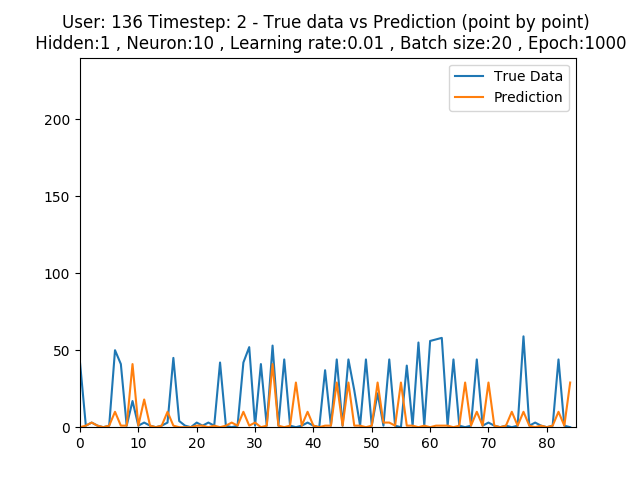 User: 136 Timestep: 2 - True data vs Prediction (point by point)
Hidden:1 , Neuron:10 , Learning rate:0.01 , Batch size:20 , Epoch:1000
True Data
Prediction
200
150
100
50
0
0 10 20 30 40 50 60 70 80